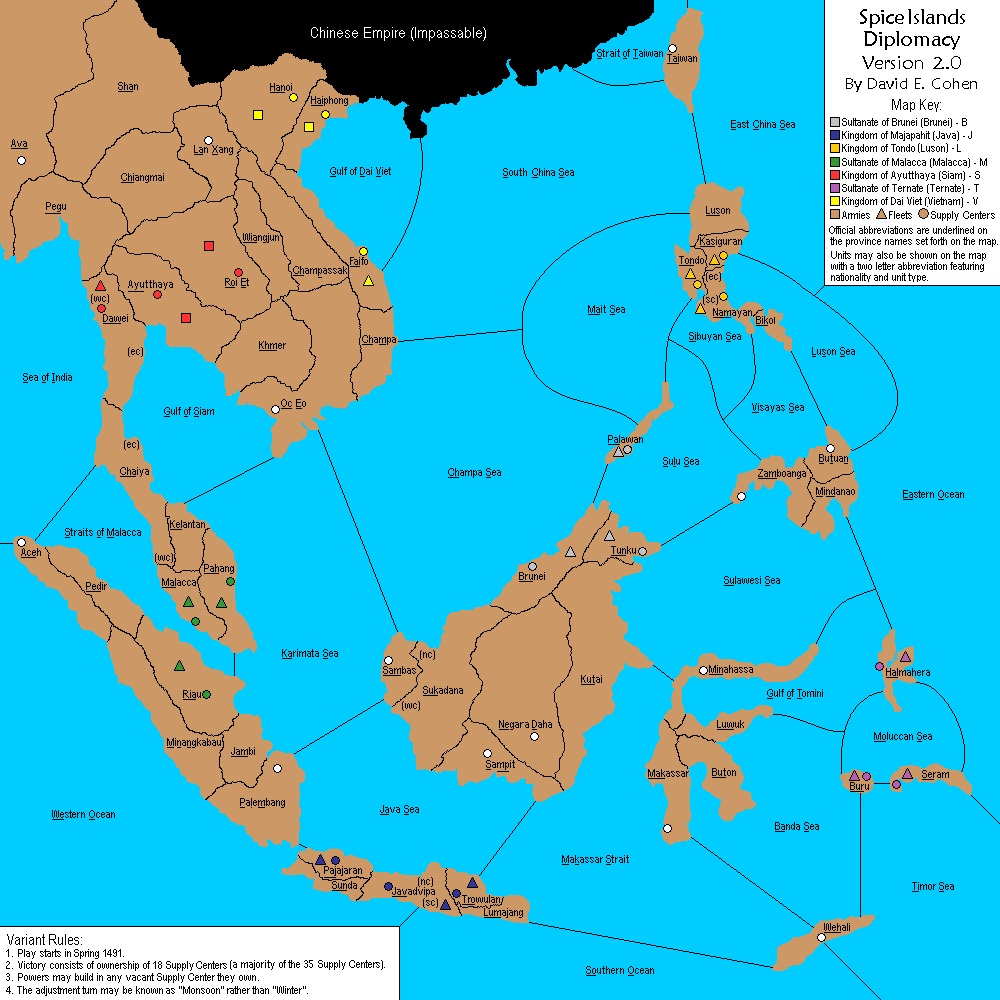 Spice Islands
Diplomacy
Version 2.0
By David E. Cohen
Map Key:
Sultanate of Brunei (Brunei) - B
Kingdom of Majapahit (Java) - J
Kingdom of Tondo (Luson) - L
Sultanate of Malacca (Malacca) - M
Kingdom of Ayutthaya (Siam) - S
Sultanate of Ternate (Ternate) - T
Kingdom of Dai Viet (Vietnam) - V
Armies Fleets Supply Centers
Official abbreviations are underlined on
the province names set forth on the map.
Units may also be shown on the map
with a two letter abbreviation featuring
nationality and unit type.
Chinese Empire (Impassable)
Strait of Taiwan
Taiwan
Shan
Hanoi
Haiphong
East China Sea
Ava
Lan Xang
Chiangmai
Gulf of Dai Viet
South China Sea
Pegu
Luson
Wiangjun
Kasiguran
Faifo
Tondo
(ec)
Champassak
Ayutthaya
Roi Et
(wc)
Dawei
(sc)
Namayan
Bikol
Mait Sea
Sibuyan Sea
Khmer
Champa
(ec)
Luson Sea
Sea of India
Gulf of Siam
Oc Eo
Visayas Sea
(ec)
Palawan
Butuan
Chaiya
Champa Sea
Sulu Sea
Zamboanga
Mindanao
Eastern Ocean
Kelantan
Straits of Malacca
Aceh
(wc)
Tunku
Pahang
Malacca
Brunei
Sulawesi Sea
Pedir
Karimata Sea
(nc)
Sambas
Minahassa
Halmahera
Kutai
Sukadana
Riau
Gulf of Tomini
(wc)
Negara Daha
Luwuk
Moluccan Sea
Minangkabau
Jambi
Sampit
Makassar
Buton
Seram
Buru
Palembang
Java Sea
Western Ocean
Banda Sea
Makassar Strait
Pajajaran
Sunda
(nc)
Javadvipa
(sc)
Trowulan
Lumajang
Timor Sea
Wehali
Southern Ocean
Variant Rules:
1. Play starts in Spring 1491.
2. Victory consists of ownership of 18 Supply Centers (a majority of the 35 Supply Centers).
3. Powers may build in any vacant Supply Center they own.
4. The adjustment turn may be known as "Monsoon" rather than "Winter".